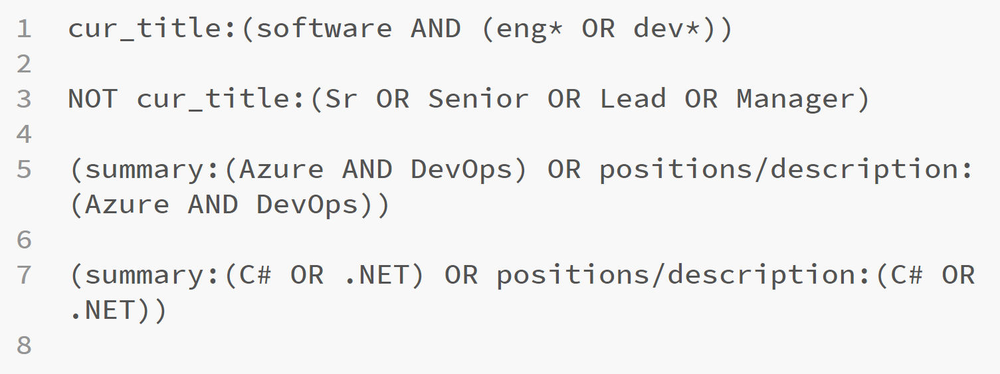 1 cur_title:(software AND (eng* OR dev*))
2
3 NOT cur_title:(Sr OR Senior OR Lead OR Manager)
4
5 (summary:(Azure AND DevOps) OR positions/description:
(Azure AND DevOps))
6
7 (summary:(C# OR .NET) OR positions/description:(C# OR
.NET))
8